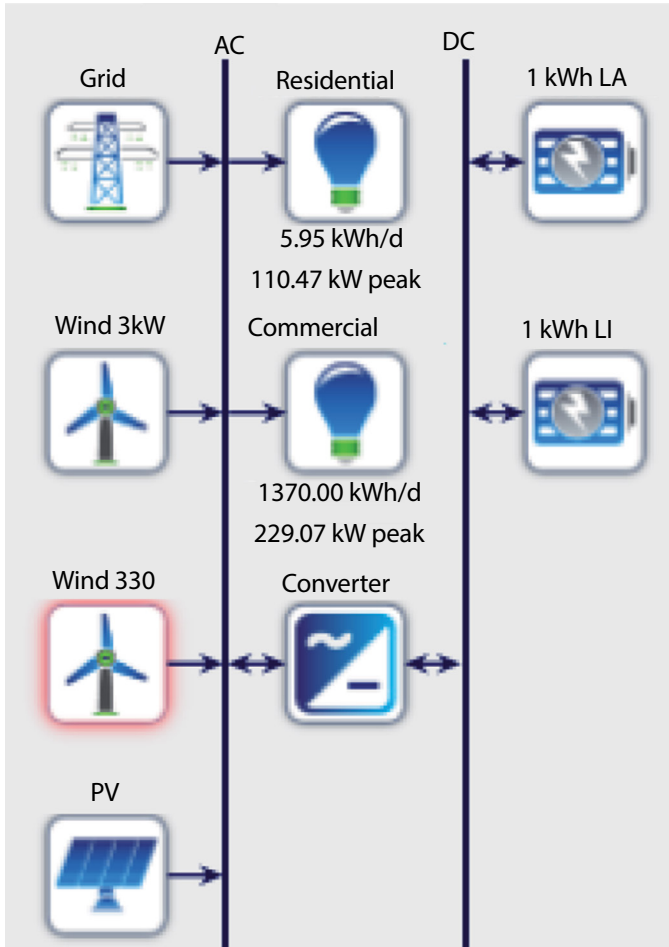 AC
DC
Grid
Residential
1 kWh LA
5.95 kWh/d
110.47 kW peak
Wind 3kW
Commercial
1 kWh LI
1370.00 kWh/d
229.07 kW peak
Wind 330
Converter
PV